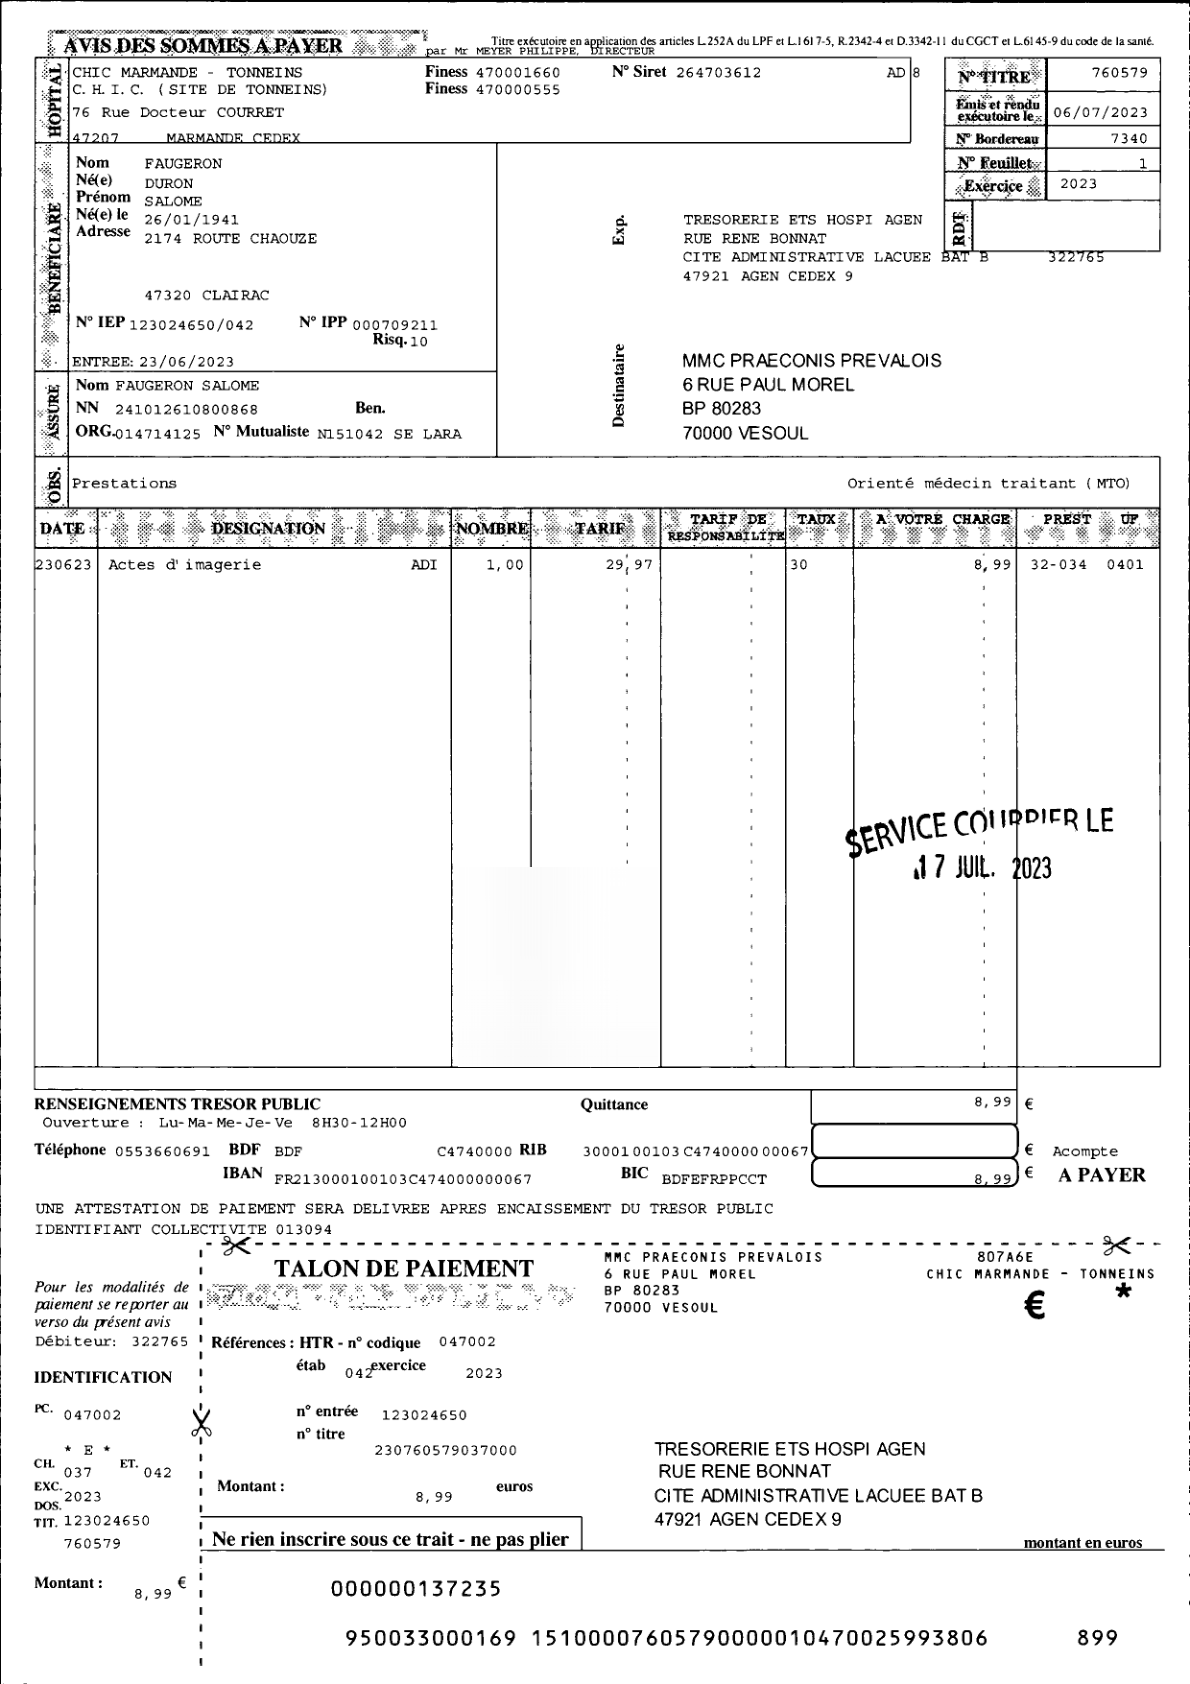 AVIS DES SOMMES A PAYER
Titre exécutoire en application des articles L.252A du LPF et L.1617-5, R.2342-4 et D.3342-11 du CGCT et L.6145-9 du code de la santé.
par Mr MEYER PHILIPPE, DIRECTEUR
HOPITAL
CHIC MARMANDE - TONNEINS Finess 470001660 N° Siret 264703612 AD 8
C. H. I. C. (SITE DE TONNEINS) Finess 470000555
76 Rue Docteur COURRET
47207 MARMANDE CEDEX
N° TITRE 760579
Emis et rendu exécutoire le 06/07/2023
N° Bordereau 7340
N° Feuillet 1
Exercice 2023
RDT
BENEFICIAIRE
Nom FAUGERON
Né(e) DURON
Prénom SALOME
Né(e) le 26/01/1941
Adresse 2174 ROUTE CHAOUZE
47320 CLAIRAC
N° IEP 123024650/042 N° IPP 000709211
Risq. 10
ENTREE: 23/06/2023
Exp.
TRESORERIE ETS HOSPI AGEN
RUE RENE BONNAT
CITE ADMINISTRATIVE LACUEE BAT B 322765
47921 AGEN CEDEX 9
Destinataire
MMC PRAECONIS PREVALOIS
6 RUE PAUL MOREL
BP 80283
70000 VESOUL
ASSURE
Nom FAUGERON SALOME
NN 241012610800868 Ben.
ORG. 014714125 N° Mutualiste N151042 SE LARA
OBS.
Prestations Orienté médecin traitant (MTO)
DATE DESIGNATION NOMBRE TARIF TARIF DE RESPONSABILITE TAUX A VOTRE CHARGE PREST UF
230623 Actes d'imagerie ADI 1,00 29,97 30 8,99 32-034 0401
SERVICE COURRIER LE
17 JUIL. 2023
RENSEIGNEMENTS TRESOR PUBLIC Quittance 8,99 €
Ouverture : Lu-Ma-Me-Je-Ve 8H30-12H00
Téléphone 0553660691 BDF BDF C4740000 RIB 3000100103C474000000067 € Acompte
IBAN FR213000100103C474000000067 BIC BDFEFRPPCCT 8,99 € A PAYER
UNE ATTESTATION DE PAIEMENT SERA DELIVREE APRES ENCAISSEMENT DU TRESOR PUBLIC
IDENTIFIANT COLLECTIVITE 013094
Pour les modalités de
paiement se reporter au
verso du présent avis
Débiteur: 322765
IDENTIFICATION
PC. 047002
* E *
CH. 037 ET. 042
EXC. 2023
DOS.
TIT. 123024650
760579
Montant : 8,99 €
TALON DE PAIEMENT
MMC PRAECONIS PREVALOIS
6 RUE PAUL MOREL
BP 80283
70000 VESOUL
807A6E
CHIC MARMANDE - TONNEINS
€ *
Références : HTR - n° codique 047002
étab 042 exercice 2023
n° entrée 123024650
n° titre
230760579037000
Montant : 8,99 euros
TRESORERIE ETS HOSPI AGEN
RUE RENE BONNAT
CITE ADMINISTRATIVE LACUEE BAT B
47921 AGEN CEDEX 9
Ne rien inscrire sous ce trait - ne pas plier
montant en euros
000000137235
950033000169 15100007605790000010470025993806 899